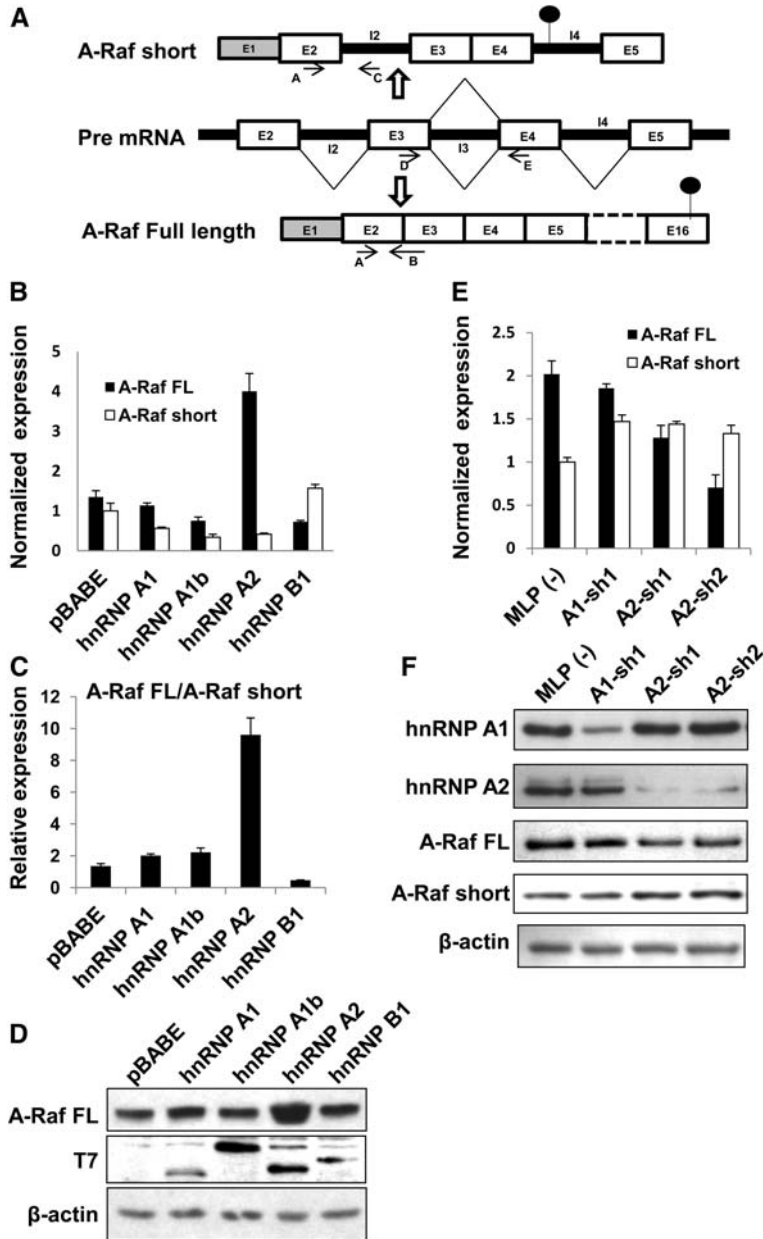 A
A-Raf short
E1 E2 I2 E3 E4 I4 E5
A C
Pre mRNA
E2 I2 E3 I3 E4 I4 E5
D E
A-Raf Full length
E1 E2 E3 E4 E5 E16
A B
B
Normalized expression
5
4
3
2
1
0
A-Raf FL
A-Raf short
pBABE
hnRNP A1
hnRNP A1b
hnRNP A2
hnRNP B1
C
A-Raf FL/A-Raf short
Relative expression
12
10
8
6
4
2
0
pBABE
hnRNP A1
hnRNP A1b
hnRNP A2
hnRNP B1
D
pBABE
hnRNP A1
hnRNP A1b
hnRNP A2
hnRNP B1
A-Raf FL
T7
β-actin
E
Normalized expression
2.5
2
1.5
1
0.5
0
A-Raf FL
A-Raf short
MLP (-)
A1-sh1
A2-sh1
A2-sh2
F
MLP (-)
A1-sh1
A2-sh1
A2-sh2
hnRNP A1
hnRNP A2
A-Raf FL
A-Raf short
β-actin